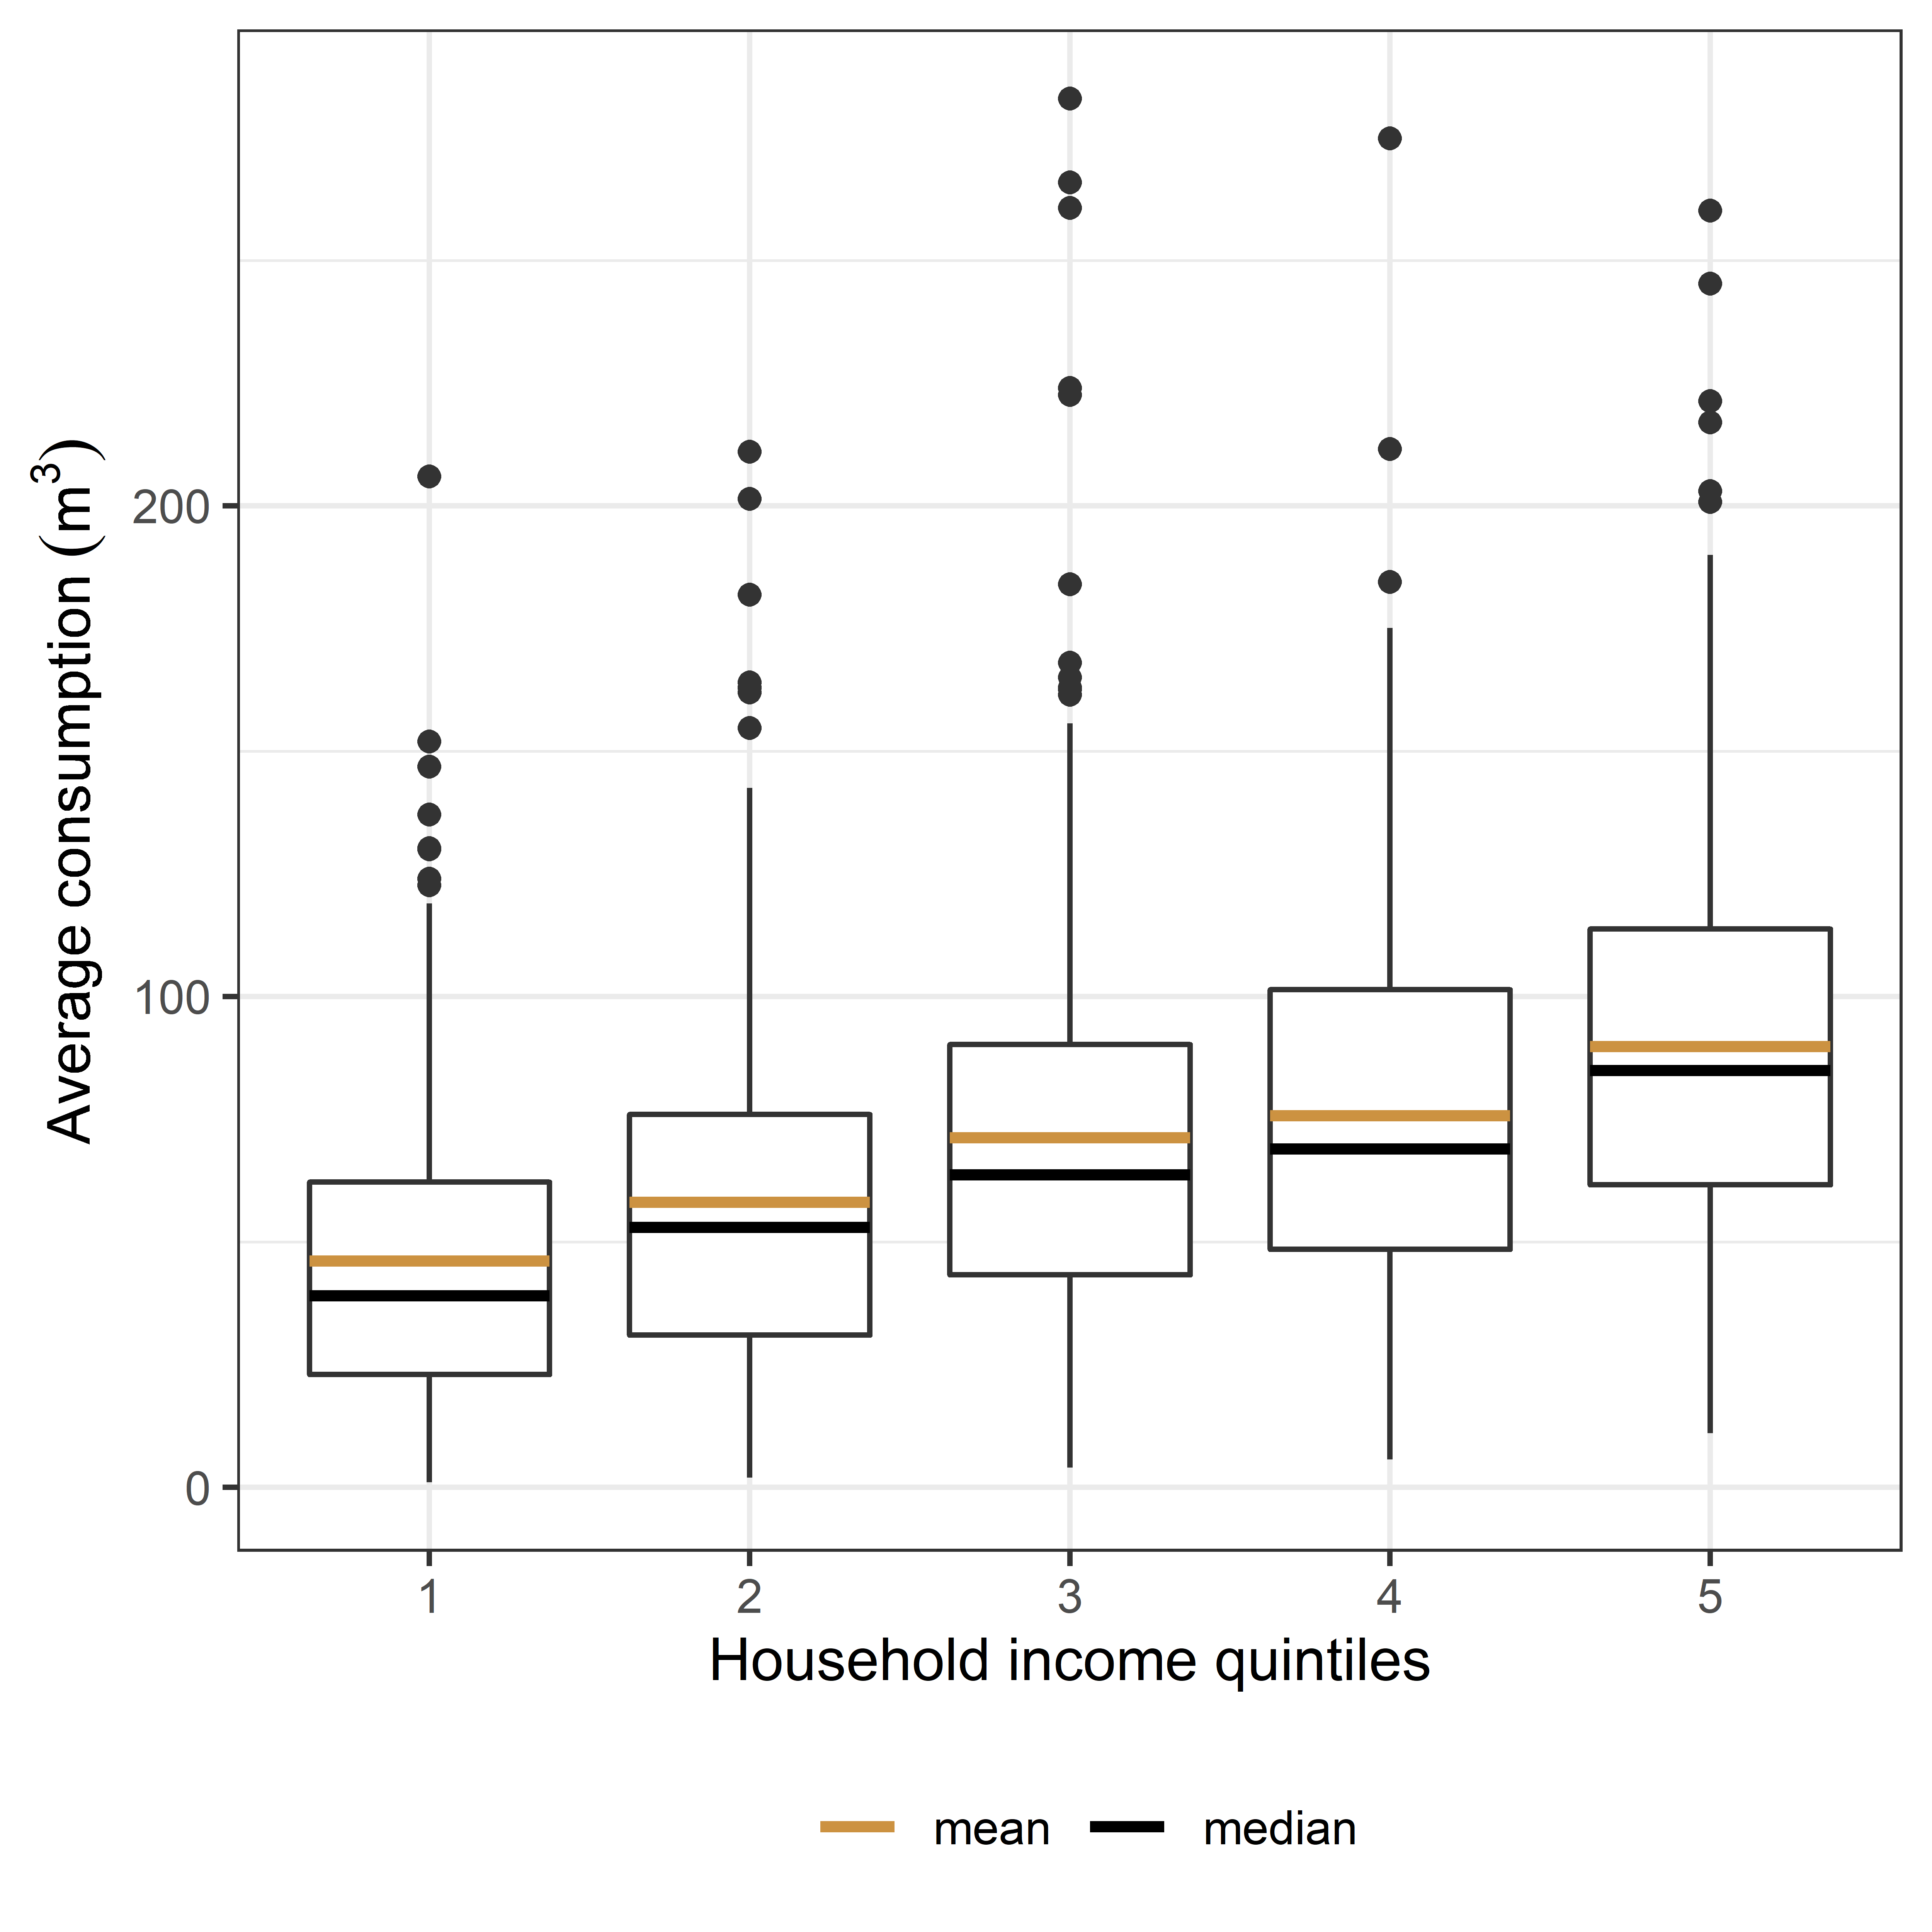 Average consumption (m³)
200
100
0
1 2 3 4 5
Household income quintiles
mean median